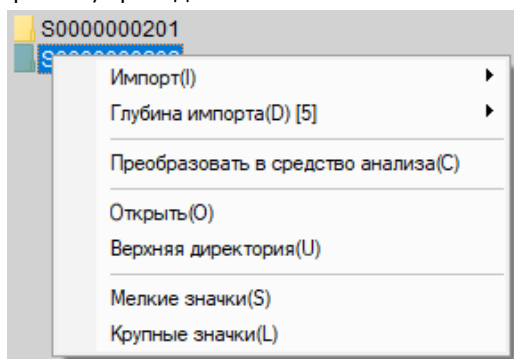 S0000000201
Импорт(I)
Глубина импорта(D) [5]
Преобразовать в средство анализа(C)
Открыть(O)
Верхняя директория(U)
Мелкие значки(S)
Крупные значки(L)